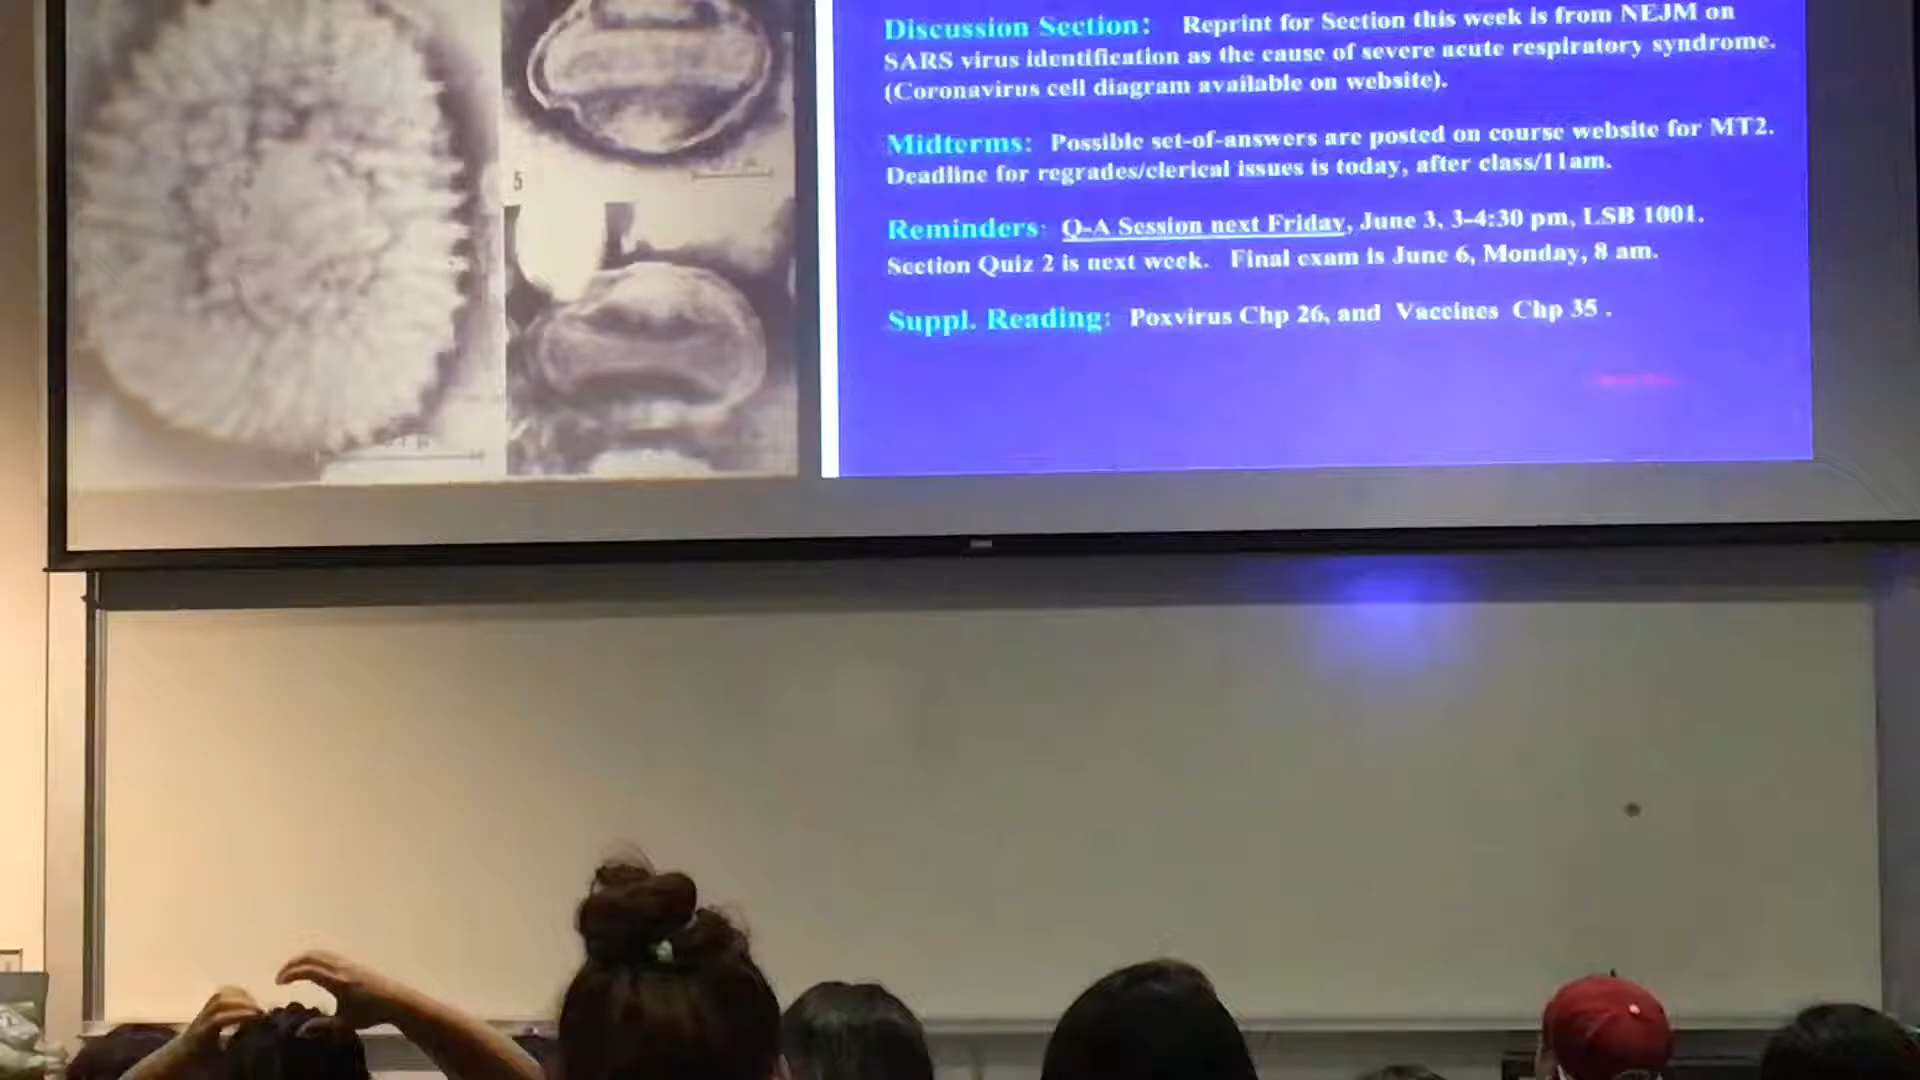 Discussion Section: Reprint for Section this week is from NEJM on
SARS virus identification as the cause of severe acute respiratory syndrome.
(Coronavirus cell diagram available on website).
Midterms: Possible set-of-answers are posted on course website for MT2.
Deadline for regrades/clerical issues is today, after class/11am.
Reminders: Q-A Session next Friday, June 3, 3-4:30 pm, LSB 1001.
Section Quiz 2 is next week. Final exam is June 6, Monday, 8 am.
Suppl. Reading: Poxvirus Chp 26, and Vaccines Chp 35 .
5